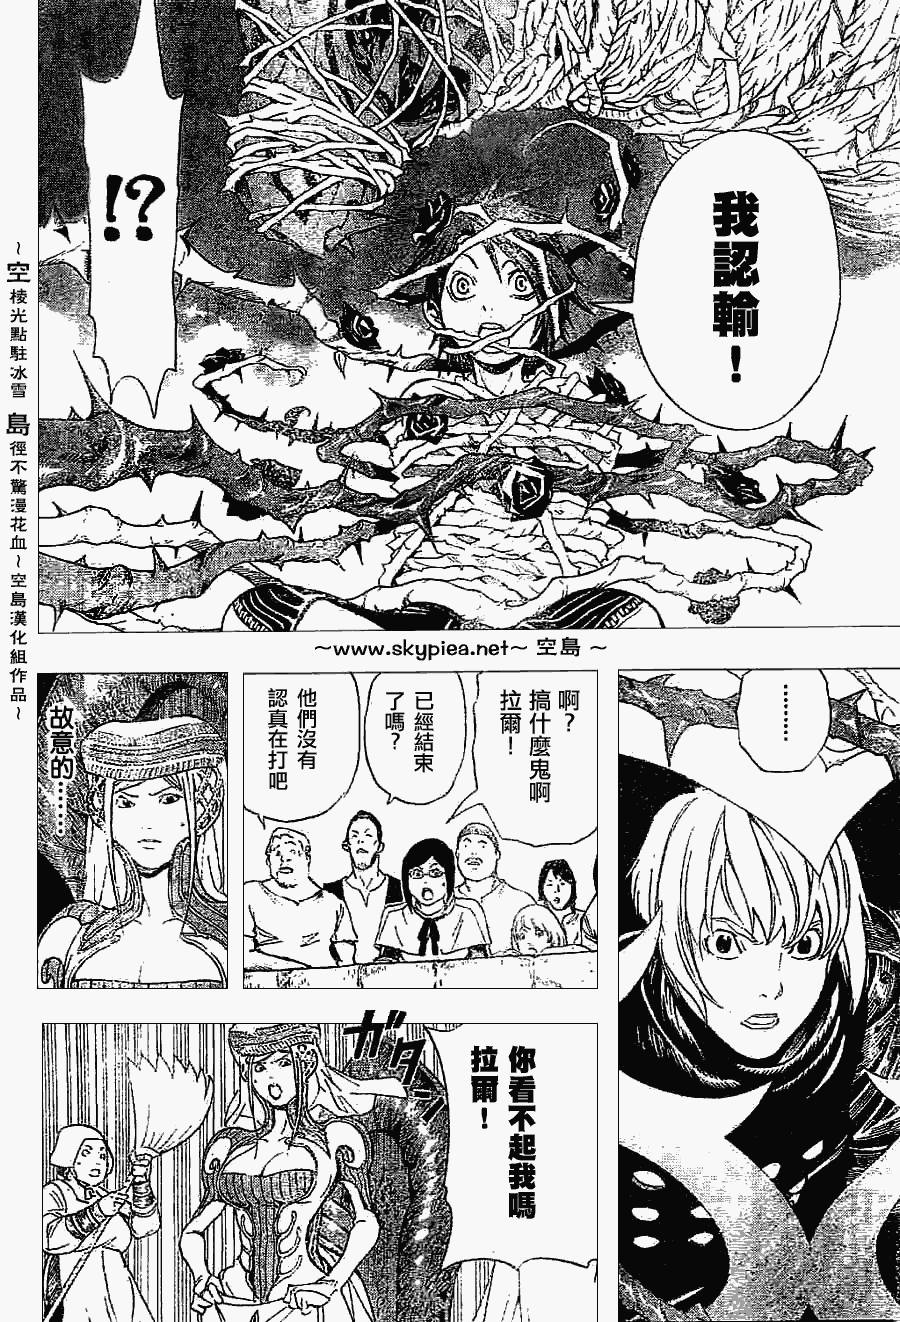 我認輸！
!?
～空棱光點駐冰雪 島徑不驚漫花血～空島漢化組作品～
～www.skypiea.net～ 空島 ～
………
啊？
搞什麼鬼啊
拉爾！
已經結束
了嗎？
他們沒有
認真在打吧
故意的………
你看不起我嗎
拉爾！
ガタン